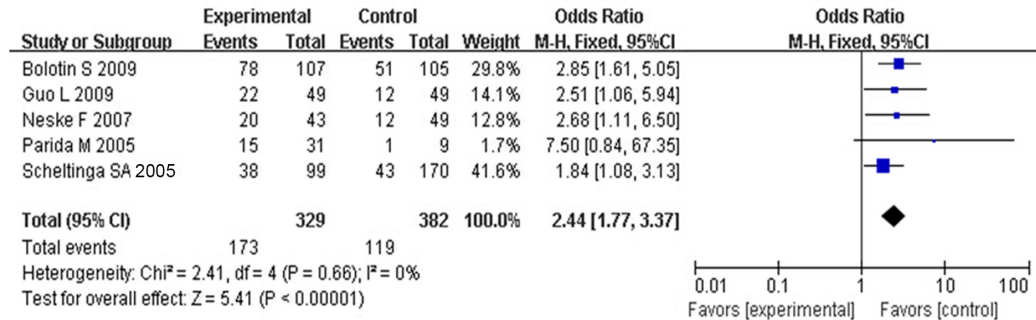 Experimental Control Odds Ratio Odds Ratio
Study or Subgroup Events Total Events Total Weight M-H, Fixed, 95%CI M-H, Fixed, 95%CI
Bolotin S 2009 78 107 51 105 29.8% 2.85 [1.61, 5.05]
Guo L 2009 22 49 12 49 14.1% 2.51 [1.06, 5.94]
Neske F 2007 20 43 12 49 12.8% 2.68 [1.11, 6.50]
Parida M 2005 15 31 1 9 1.7% 7.50 [0.84, 67.35]
Scheltinga SA 2005 38 99 43 170 41.6% 1.84 [1.08, 3.13]
Total (95% CI) 329 382 100.0% 2.44 [1.77, 3.37]
Total events 173 119
Heterogeneity: Chi² = 2.41, df = 4 (P = 0.66); I² = 0%
Test for overall effect: Z = 5.41 (P < 0.00001)
0.01 0.1 1 10 100
Favors [experimental] Favors [control]